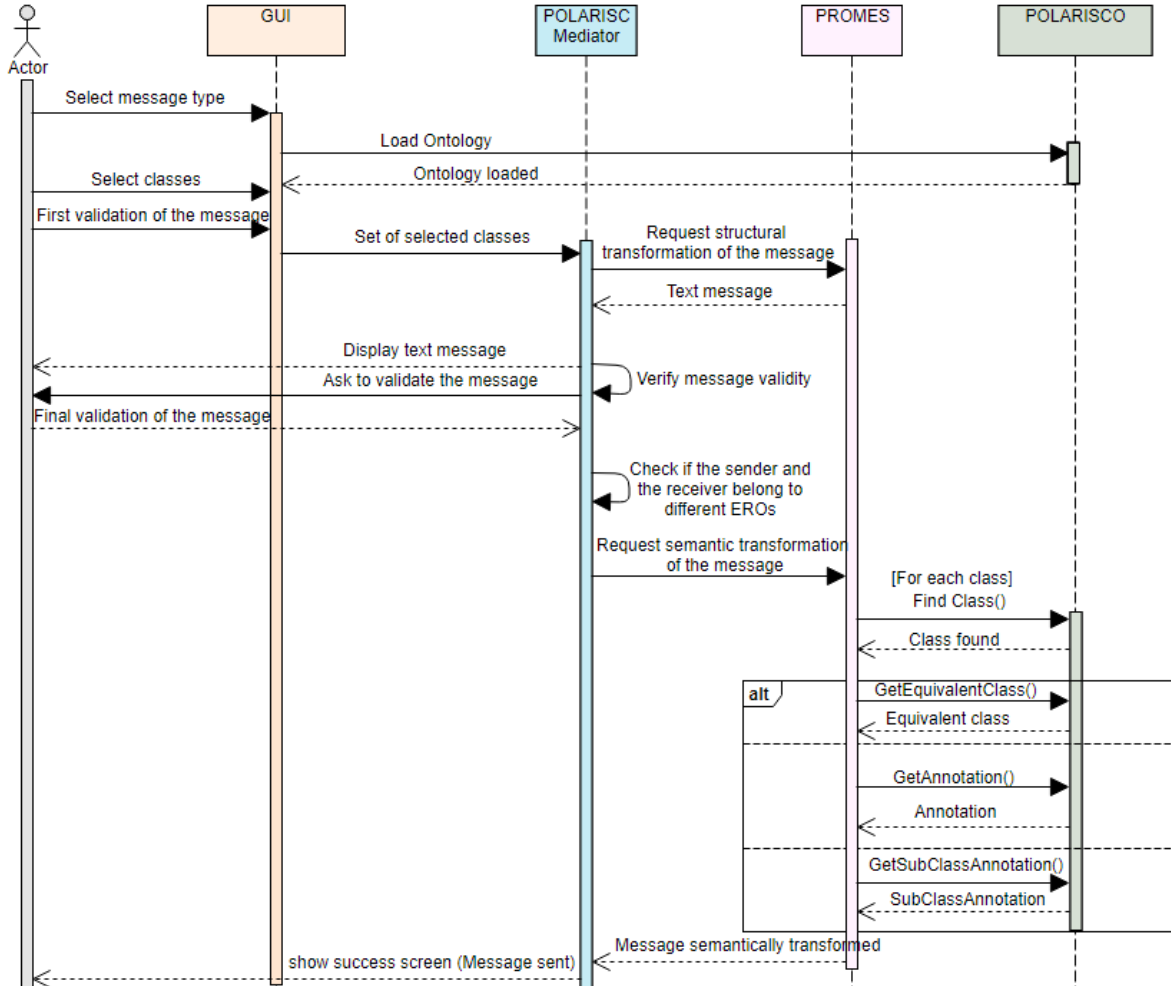 GUI
POLARISC
Mediator
PROMES
POLARISCO
Actor
Select message type
Load Ontology
Ontology loaded
Select classes
First validation of the message
Set of selected classes
Request structural
transformation of the message
Text message
Display text message
Verify message validity
Ask to validate the message
Final validation of the message
Check if the sender and
the receiver belong to
different EROs
Request semantic transformation
of the message
[For each class]
Find Class()
Class found
alt
GetEquivalentClass()
Equivalent class
GetAnnotation()
Annotation
GetSubClassAnnotation()
SubClassAnnotation
Message semantically transformed
show success screen (Message sent)